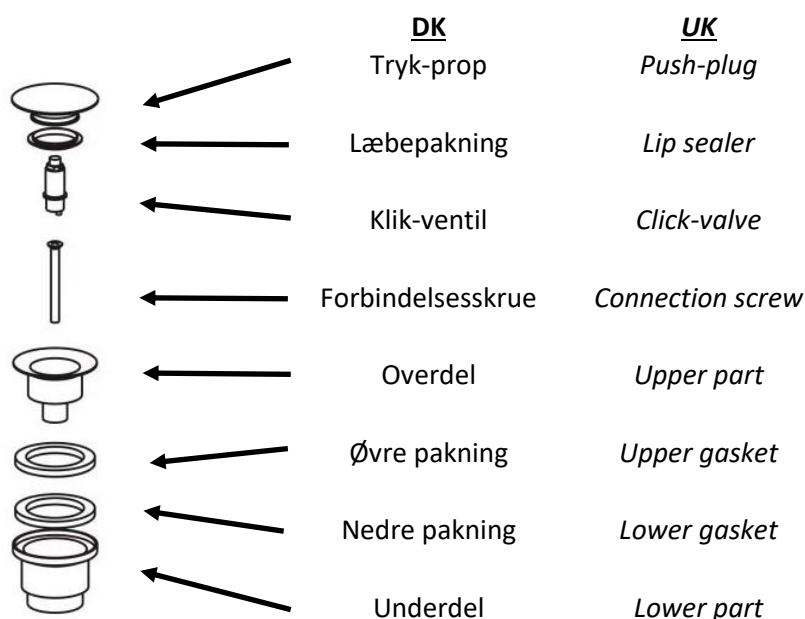 DK UK
Tryk-prop Push-plug
Læbepakning Lip sealer
Klik-ventil Click-valve
Forbindelsesskrue Connection screw
Overdel Upper part
Øvre pakning Upper gasket
Nedre pakning Lower gasket
Underdel Lower part